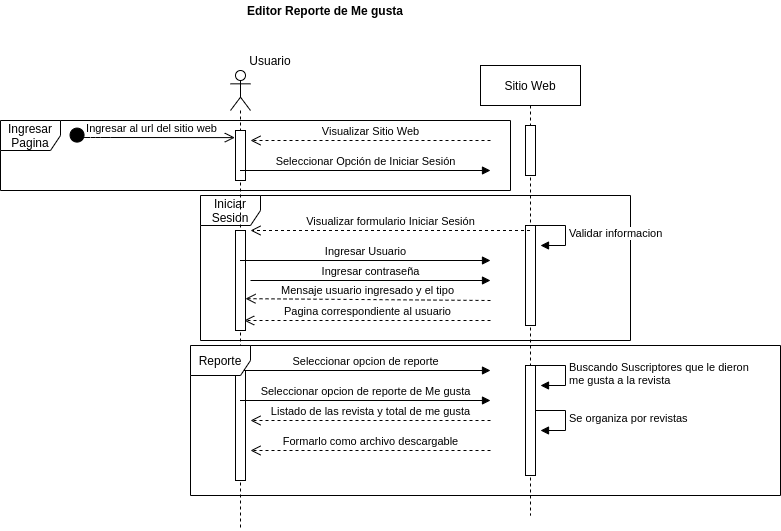 Editor Reporte de Me gusta
Usuario
Sitio Web
Ingresar
Pagina
Ingresar al url del sitio web
Visualizar Sitio Web
Seleccionar Opción de Iniciar Sesión
Iniciar
Sesión
Visualizar formulario Iniciar Sesión
Validar informacion
Ingresar Usuario
Ingresar contraseña
Mensaje usuario ingresado y el tipo
Pagina correspondiente al usuario
Reporte
Seleccionar opcion de reporte
Buscando Suscriptores que le dieron
me gusta a la revista
Seleccionar opcion de reporte de Me gusta
Listado de las revista y total de me gusta
Se organiza por revistas
Formarlo como archivo descargable